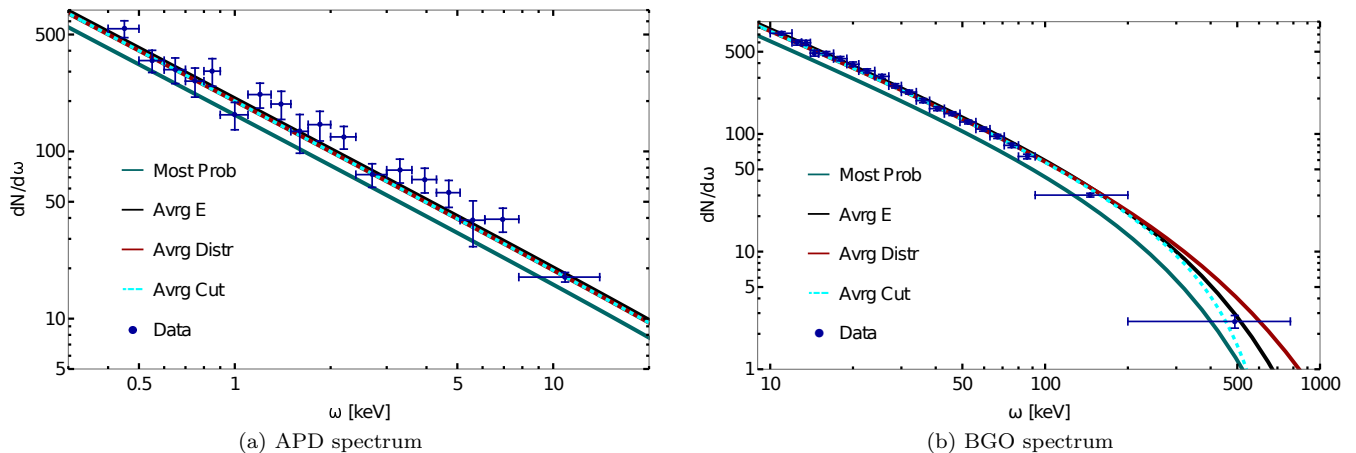 500
100
50
10
5
0.5
1
5
10
dN/dω
ω [keV]
Most Prob
Avrg E
Avrg Distr
Avrg Cut
Data
(a) APD spectrum
500
100
50
10
5
1
10
50
100
500
1000
dN/dω
ω [keV]
Most Prob
Avrg E
Avrg Distr
Avrg Cut
Data
(b) BGO spectrum